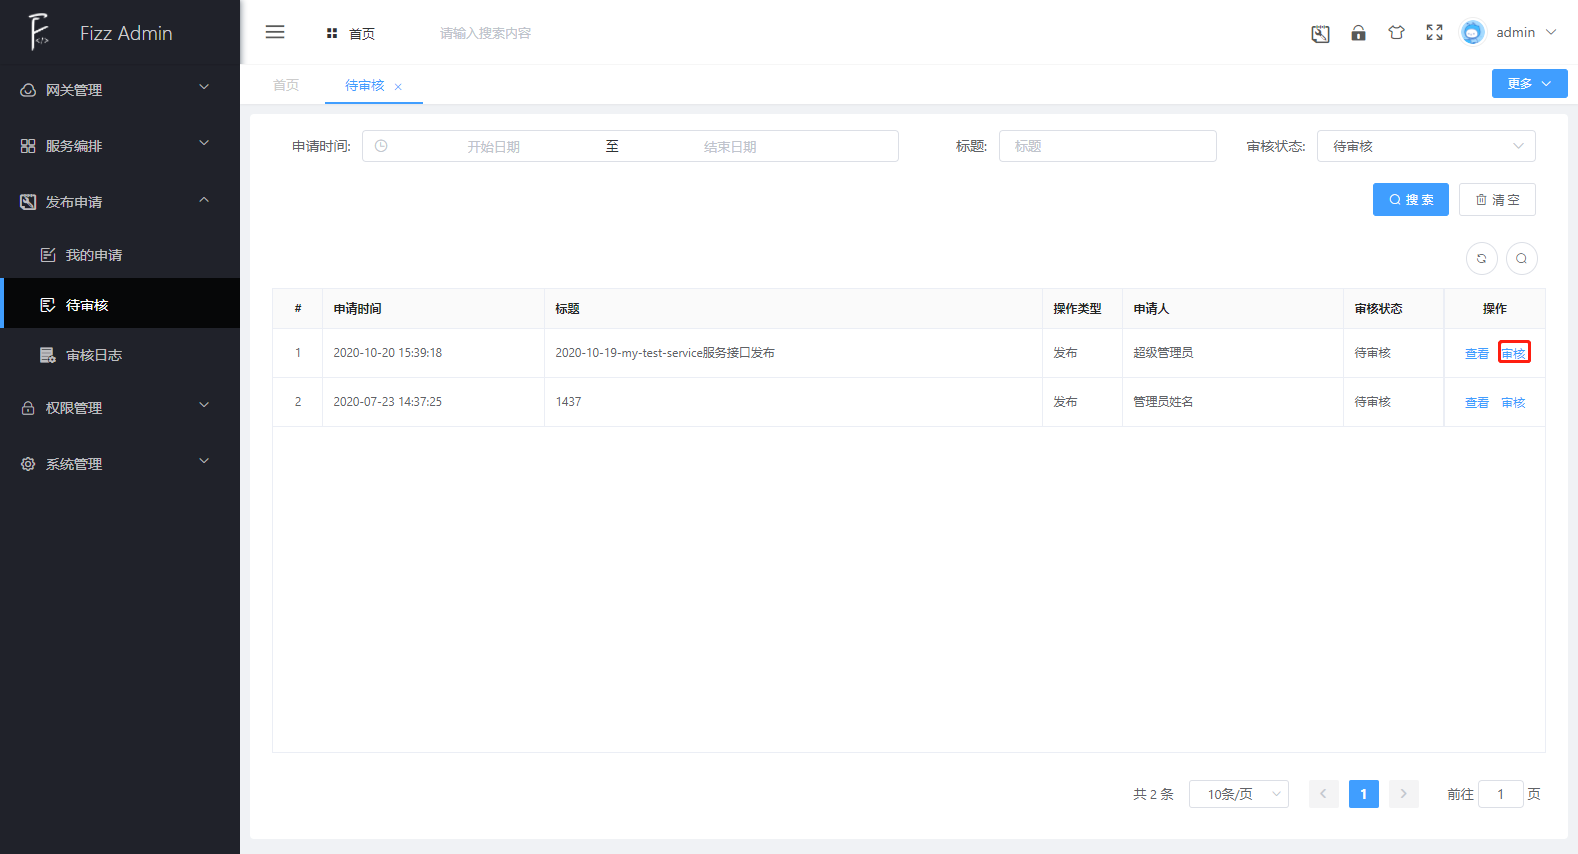 Fizz Admin
首页
请输入搜索内容
admin
网关管理
服务编排
发布申请
我的申请
待审核
审核日志
权限管理
系统管理
首页
待审核
更多
申请时间:
开始日期
至
结束日期
标题:
标题
审核状态:
待审核
搜 索
清 空
# 申请时间 标题 操作类型 申请人 审核状态 操作
1 2020-10-20 15:39:18 2020-10-19-my-test-service服务接口发布 发布 超级管理员 待审核 查看 审核
2 2020-07-23 14:37:25 1437 发布 管理员姓名 待审核 查看 审核
共 2 条
10条/页
1
前往 1 页